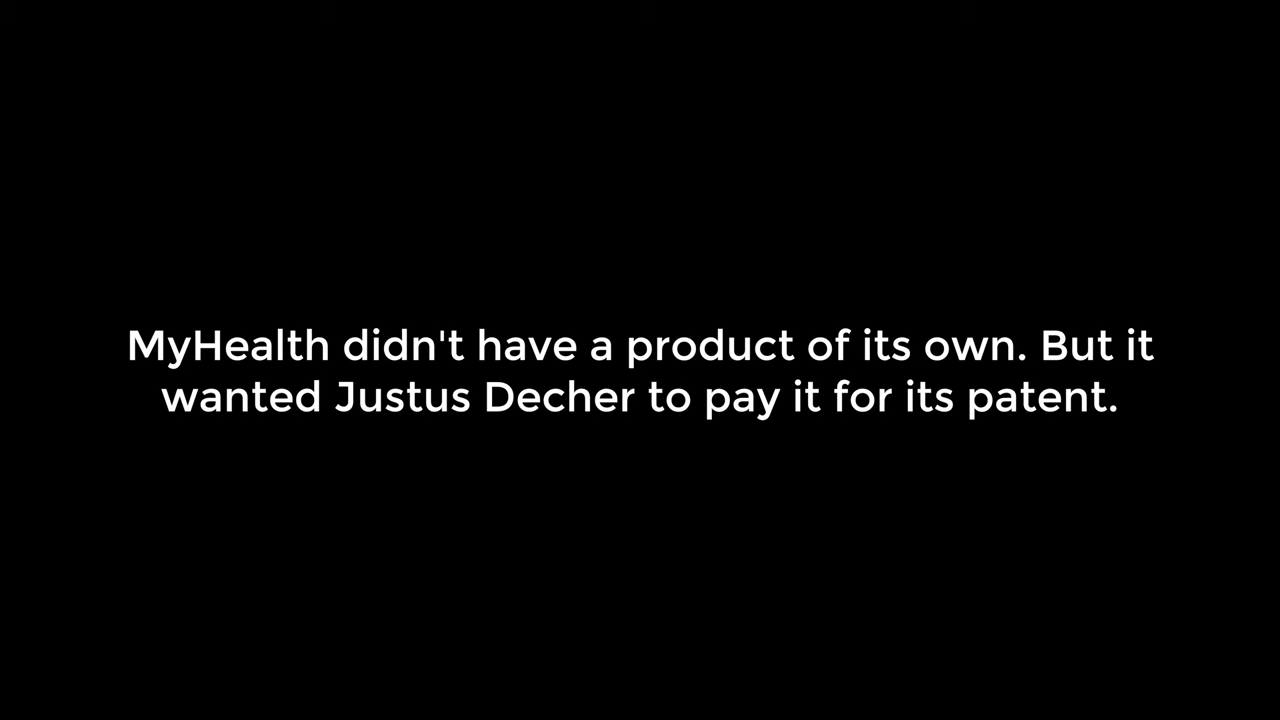 MyHealth didn't have a product of its own. But it
wanted Justus Decher to pay it for its patent.